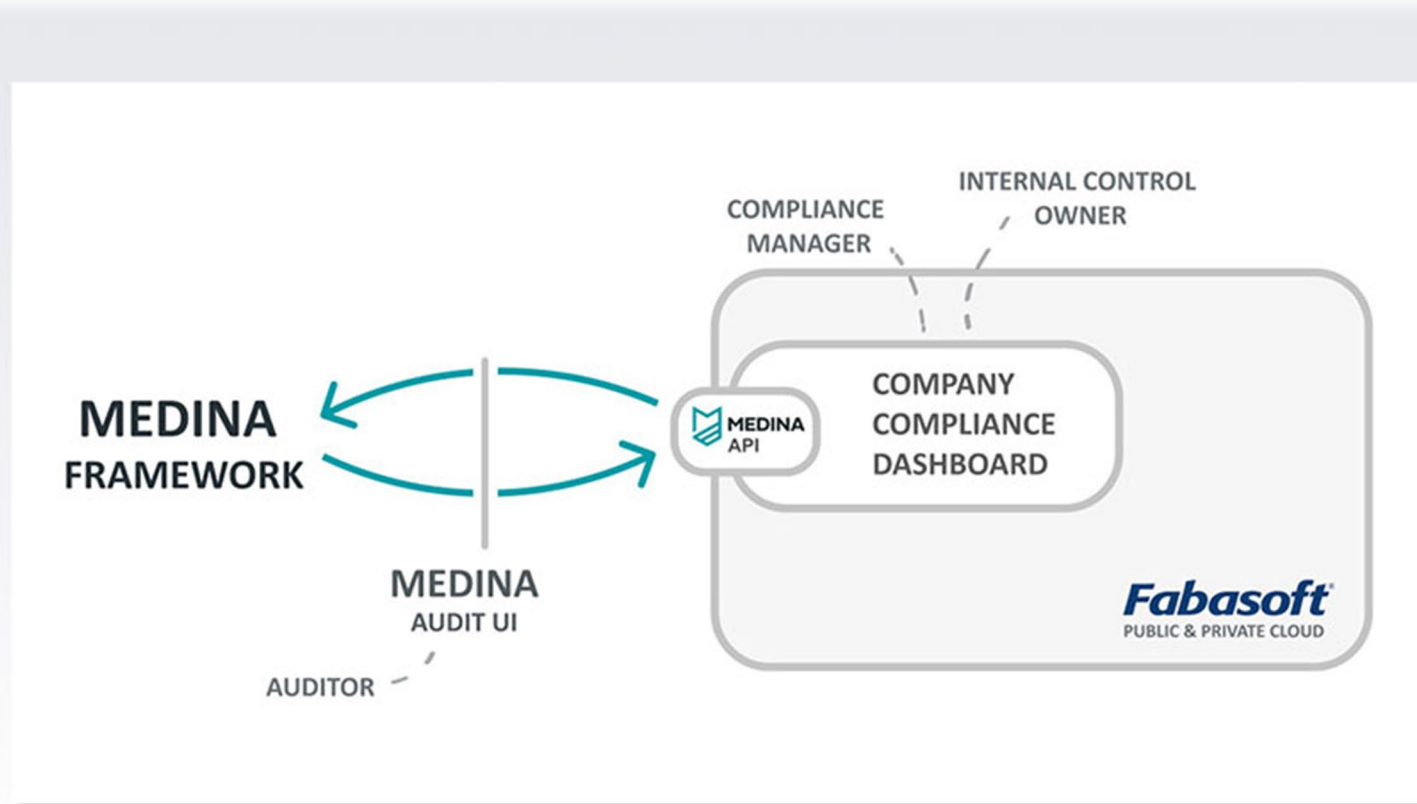 INTERNAL CONTROL
OWNER
COMPLIANCE
MANAGER
MEDINA
FRAMEWORK
MEDINA
API
COMPANY
COMPLIANCE
DASHBOARD
MEDINA
AUDIT UI
AUDITOR
Fabasoft®
PUBLIC & PRIVATE CLOUD